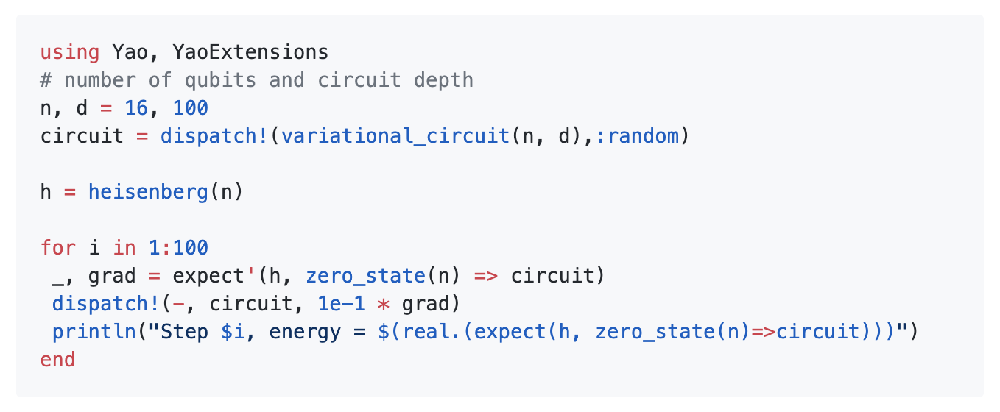 using Yao, YaoExtensions
# number of qubits and circuit depth
n, d = 16, 100
circuit = dispatch!(variational_circuit(n, d),:random)
h = heisenberg(n)
for i in 1:100
_, grad = expect'(h, zero_state(n) => circuit)
dispatch!(-, circuit, 1e-1 * grad)
println("Step $i, energy = $(real.(expect(h, zero_state(n)=>circuit)))")
end